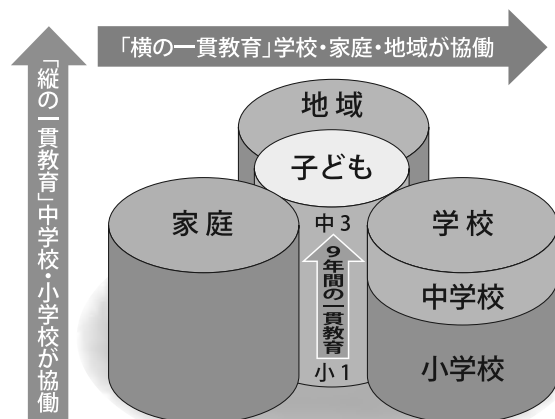 「横の一貫教育」学校・家庭・地域が協働
「縦の一貫教育」中学校・小学校が協働
地域
子ども
家庭
学校
中3
9年間の一貫教育
中学校
小1
小学校